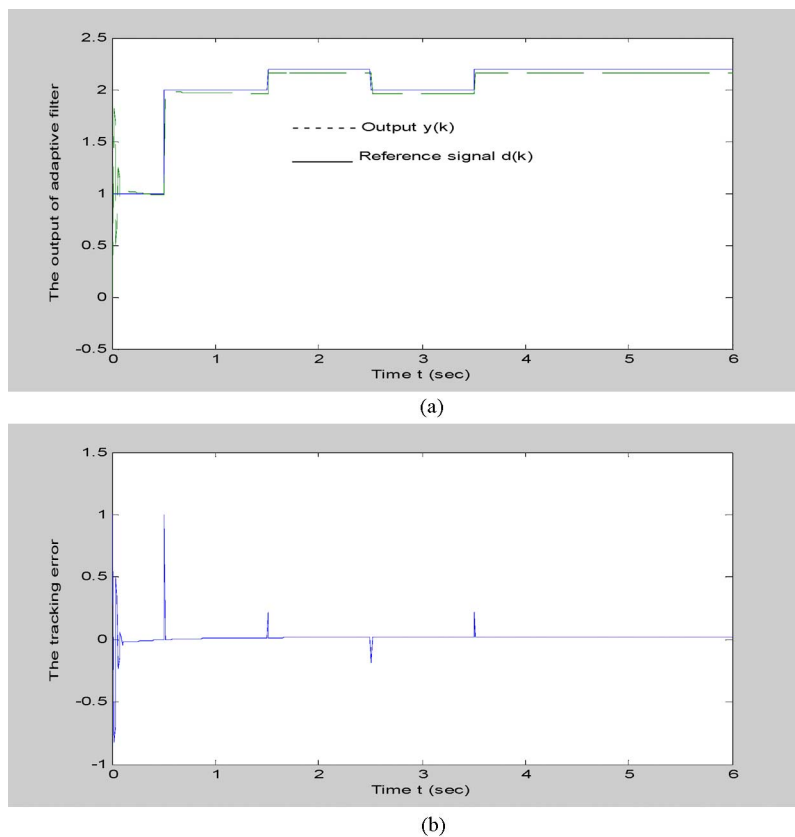 2.5
2
1.5
1
0.5
0
-0.5
The output of adaptive filter
Output y(k)
Reference signal d(k)
0 1 2 3 4 5 6
Time t (sec)
(a)
1.5
1
0.5
0
-0.5
-1
The tracking error
0 1 2 3 4 5 6
Time t (sec)
(b)